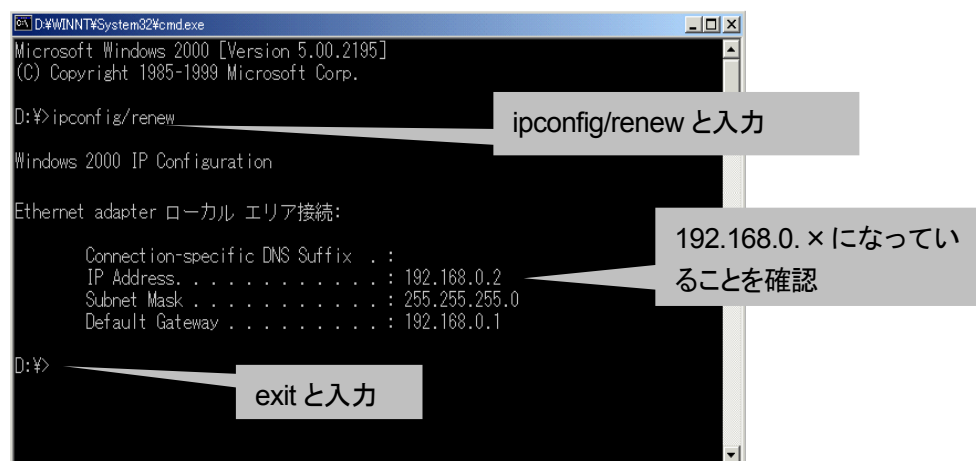 D:¥WINNT¥System32¥cmd.exe
Microsoft Windows 2000 [Version 5.00.2195]
(C) Copyright 1985-1999 Microsoft Corp.
D:¥>ipconfig/renew
ipconfig/renew と入力
Windows 2000 IP Configuration
Ethernet adapter ローカル エリア接続:
Connection-specific DNS Suffix . :
IP Address. . . . . . . . . . . . : 192.168.0.2
Subnet Mask . . . . . . . . . . . : 255.255.255.0
Default Gateway . . . . . . . . . : 192.168.0.1
192.168.0.×になってい
ることを確認
D:¥>
exit と入力